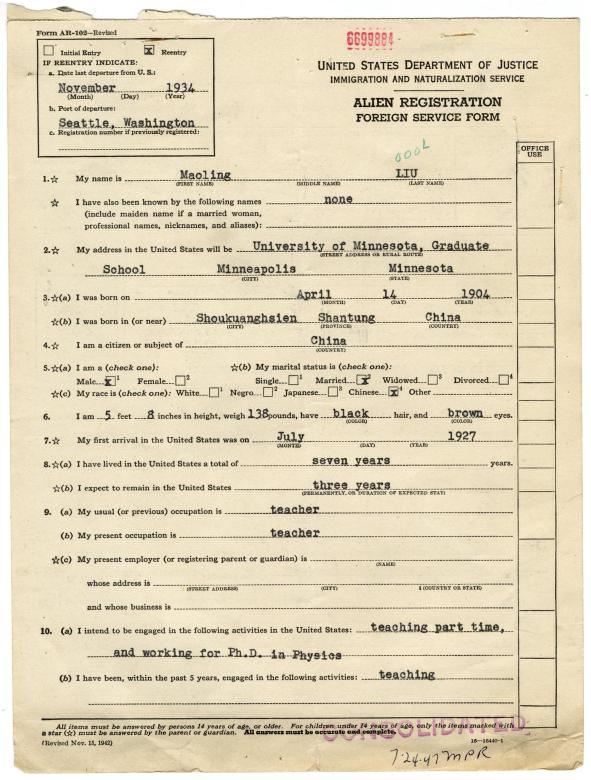 Form AR-102—Revised
6699884
Initial Entry X Reentry
IF REENTRY INDICATE:
a. Date last departure from U. S.:
November 1934
(Month) (Day) (Year)
b. Port of departure:
Seattle, Washington
c. Registration number if previously registered:
UNITED STATES DEPARTMENT OF JUSTICE
IMMIGRATION AND NATURALIZATION SERVICE
ALIEN REGISTRATION
FOREIGN SERVICE FORM
OFFICE USE
1.☆ My name is Maoling LIU
(FIRST NAME) (MIDDLE NAME) (LAST NAME)
☆ I have also been known by the following names none
(include maiden name if a married woman,
professional names, nicknames, and aliases):
2.☆ My address in the United States will be University of Minnesota, Graduate
(STREET ADDRESS OR RURAL ROUTE)
School Minneapolis Minnesota
(CITY) (STATE)
3.☆(a) I was born on April 14 1904
(MONTH) (DAY) (YEAR)
☆(b) I was born in (or near) Shoukuanghsien Shantung China
(CITY) (PROVINCE) (COUNTRY)
4.☆ I am a citizen or subject of China
(COUNTRY)
5.☆(a) I am a (check one): ☆(b) My marital status is (check one):
Male X 1 Female 2 Single 1 Married X 2 Widowed 3 Divorced 4
☆(c) My race is (check one): White 1 Negro 2 Japanese 3 Chinese X 4 Other
6. I am 5 feet 8 inches in height, weigh 138 pounds, have black hair, and brown eyes.
(COLOR) (COLOR)
7.☆ My first arrival in the United States was on July 1927
(MONTH) (DAY) (YEAR)
8.☆(a) I have lived in the United States a total of seven years years.
☆(b) I expect to remain in the United States three years
(PERMANENTLY, OR DURATION OF EXPECTED STAY)
9. (a) My usual (or previous) occupation is teacher
(b) My present occupation is teacher
☆(c) My present employer (or registering parent or guardian) is
(NAME)
whose address is
(STREET ADDRESS) (CITY) (COUNTRY OR STATE)
and whose business is
10. (a) I intend to be engaged in the following activities in the United States: teaching part time,
and working for Ph.D. in Physics
(b) I have been, within the past 5 years, engaged in the following activities: teaching
All items must be answered by persons 14 years of age, or older. For children under 14 years of age, only the items marked with
a star (☆) must be answered by the parent or guardian. All answers must be accurate and complete.
CONSOLIDATED
(Revised Nov. 15, 1942) 16—16440-1
7.24.47 MPR